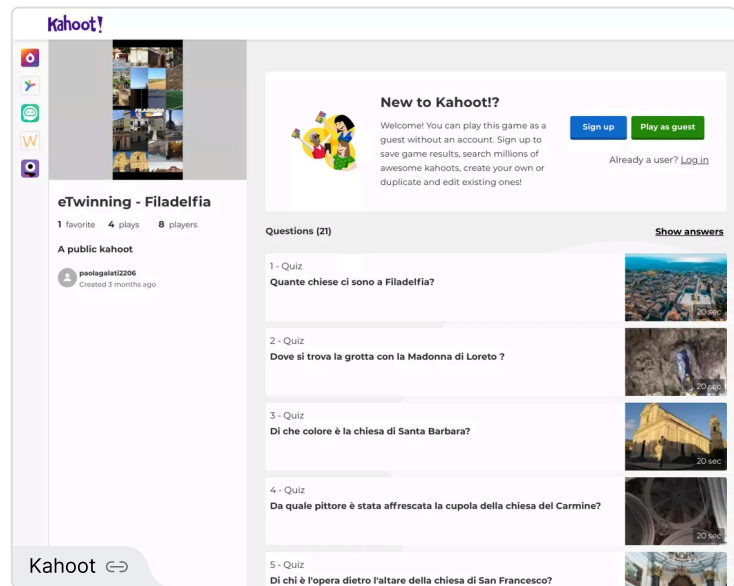 Kahoot!
FILADELFIA
eTwinning - Filadelfia
1 favorite 4 plays 8 players
A public kahoot
paolagalati2206
Created 3 months ago
New to Kahoot!?
Welcome! You can play this game as a
guest without an account. Sign up to
save game results, search millions of
awesome kahoots, create your own or
duplicate and edit existing ones!
Sign up
Play as guest
Already a user? Log in
Questions (21)
Show answers
1 - Quiz
Quante chiese ci sono a Filadelfia?
20 sec
2 - Quiz
Dove si trova la grotta con la Madonna di Loreto ?
20 sec
3 - Quiz
Di che colore è la chiesa di Santa Barbara?
20 sec
4 - Quiz
Da quale pittore è stata affrescata la cupola della chiesa del Carmine?
20 sec
5 - Quiz
Di chi è l'opera dietro l'altare della chiesa di San Francesco?
Kahoot